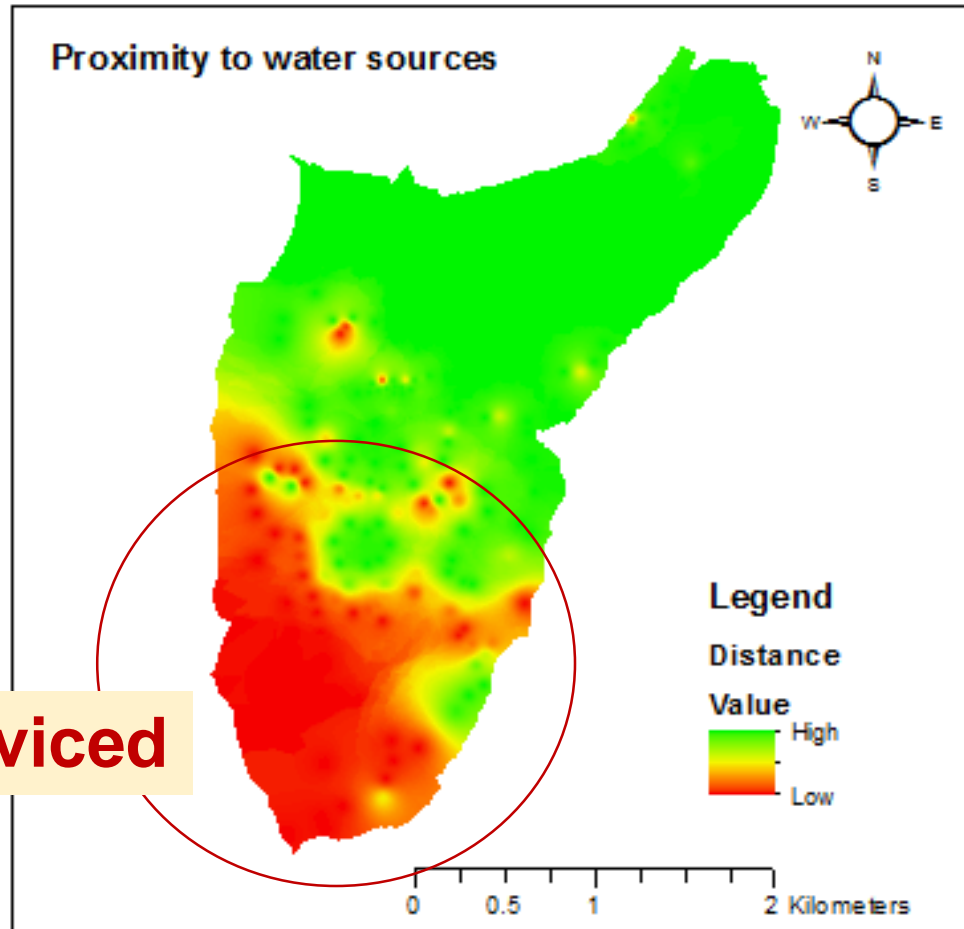 Proximity to water sources
N
W E
S
Legend
Distance
Value
High
Low
viced
0 0.5 1 2 Kilometers